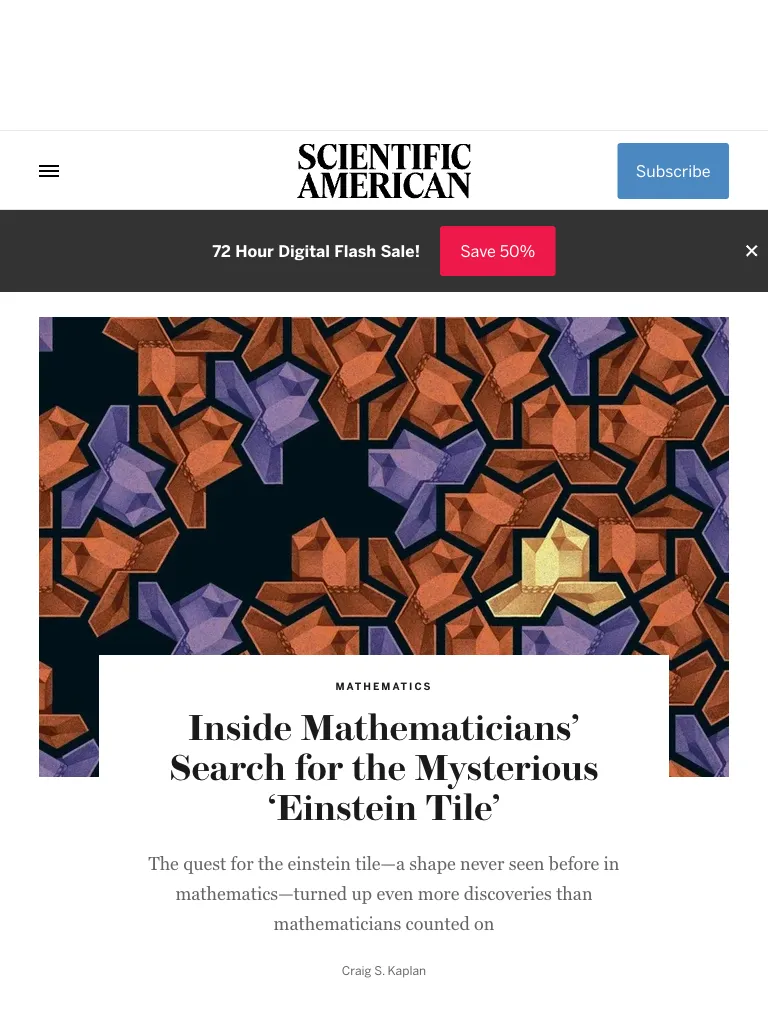 SCIENTIFIC
AMERICAN
Subscribe
72 Hour Digital Flash Sale!
Save 50%
MATHEMATICS
Inside Mathematicians’
Search for the Mysterious
‘Einstein Tile’
The quest for the einstein tile—a shape never seen before in
mathematics—turned up even more discoveries than
mathematicians counted on
Craig S. Kaplan